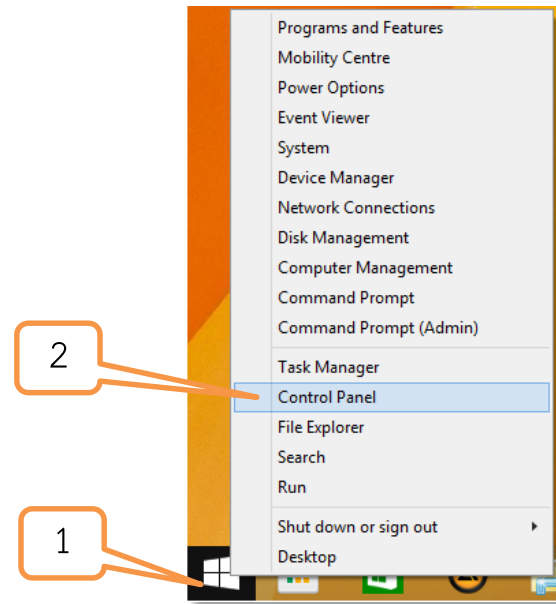 Programs and Features
Mobility Centre
Power Options
Event Viewer
System
Device Manager
Network Connections
Disk Management
Computer Management
Command Prompt
Command Prompt (Admin)
2
Task Manager
Control Panel
File Explorer
Search
Run
1
Shut down or sign out
Desktop